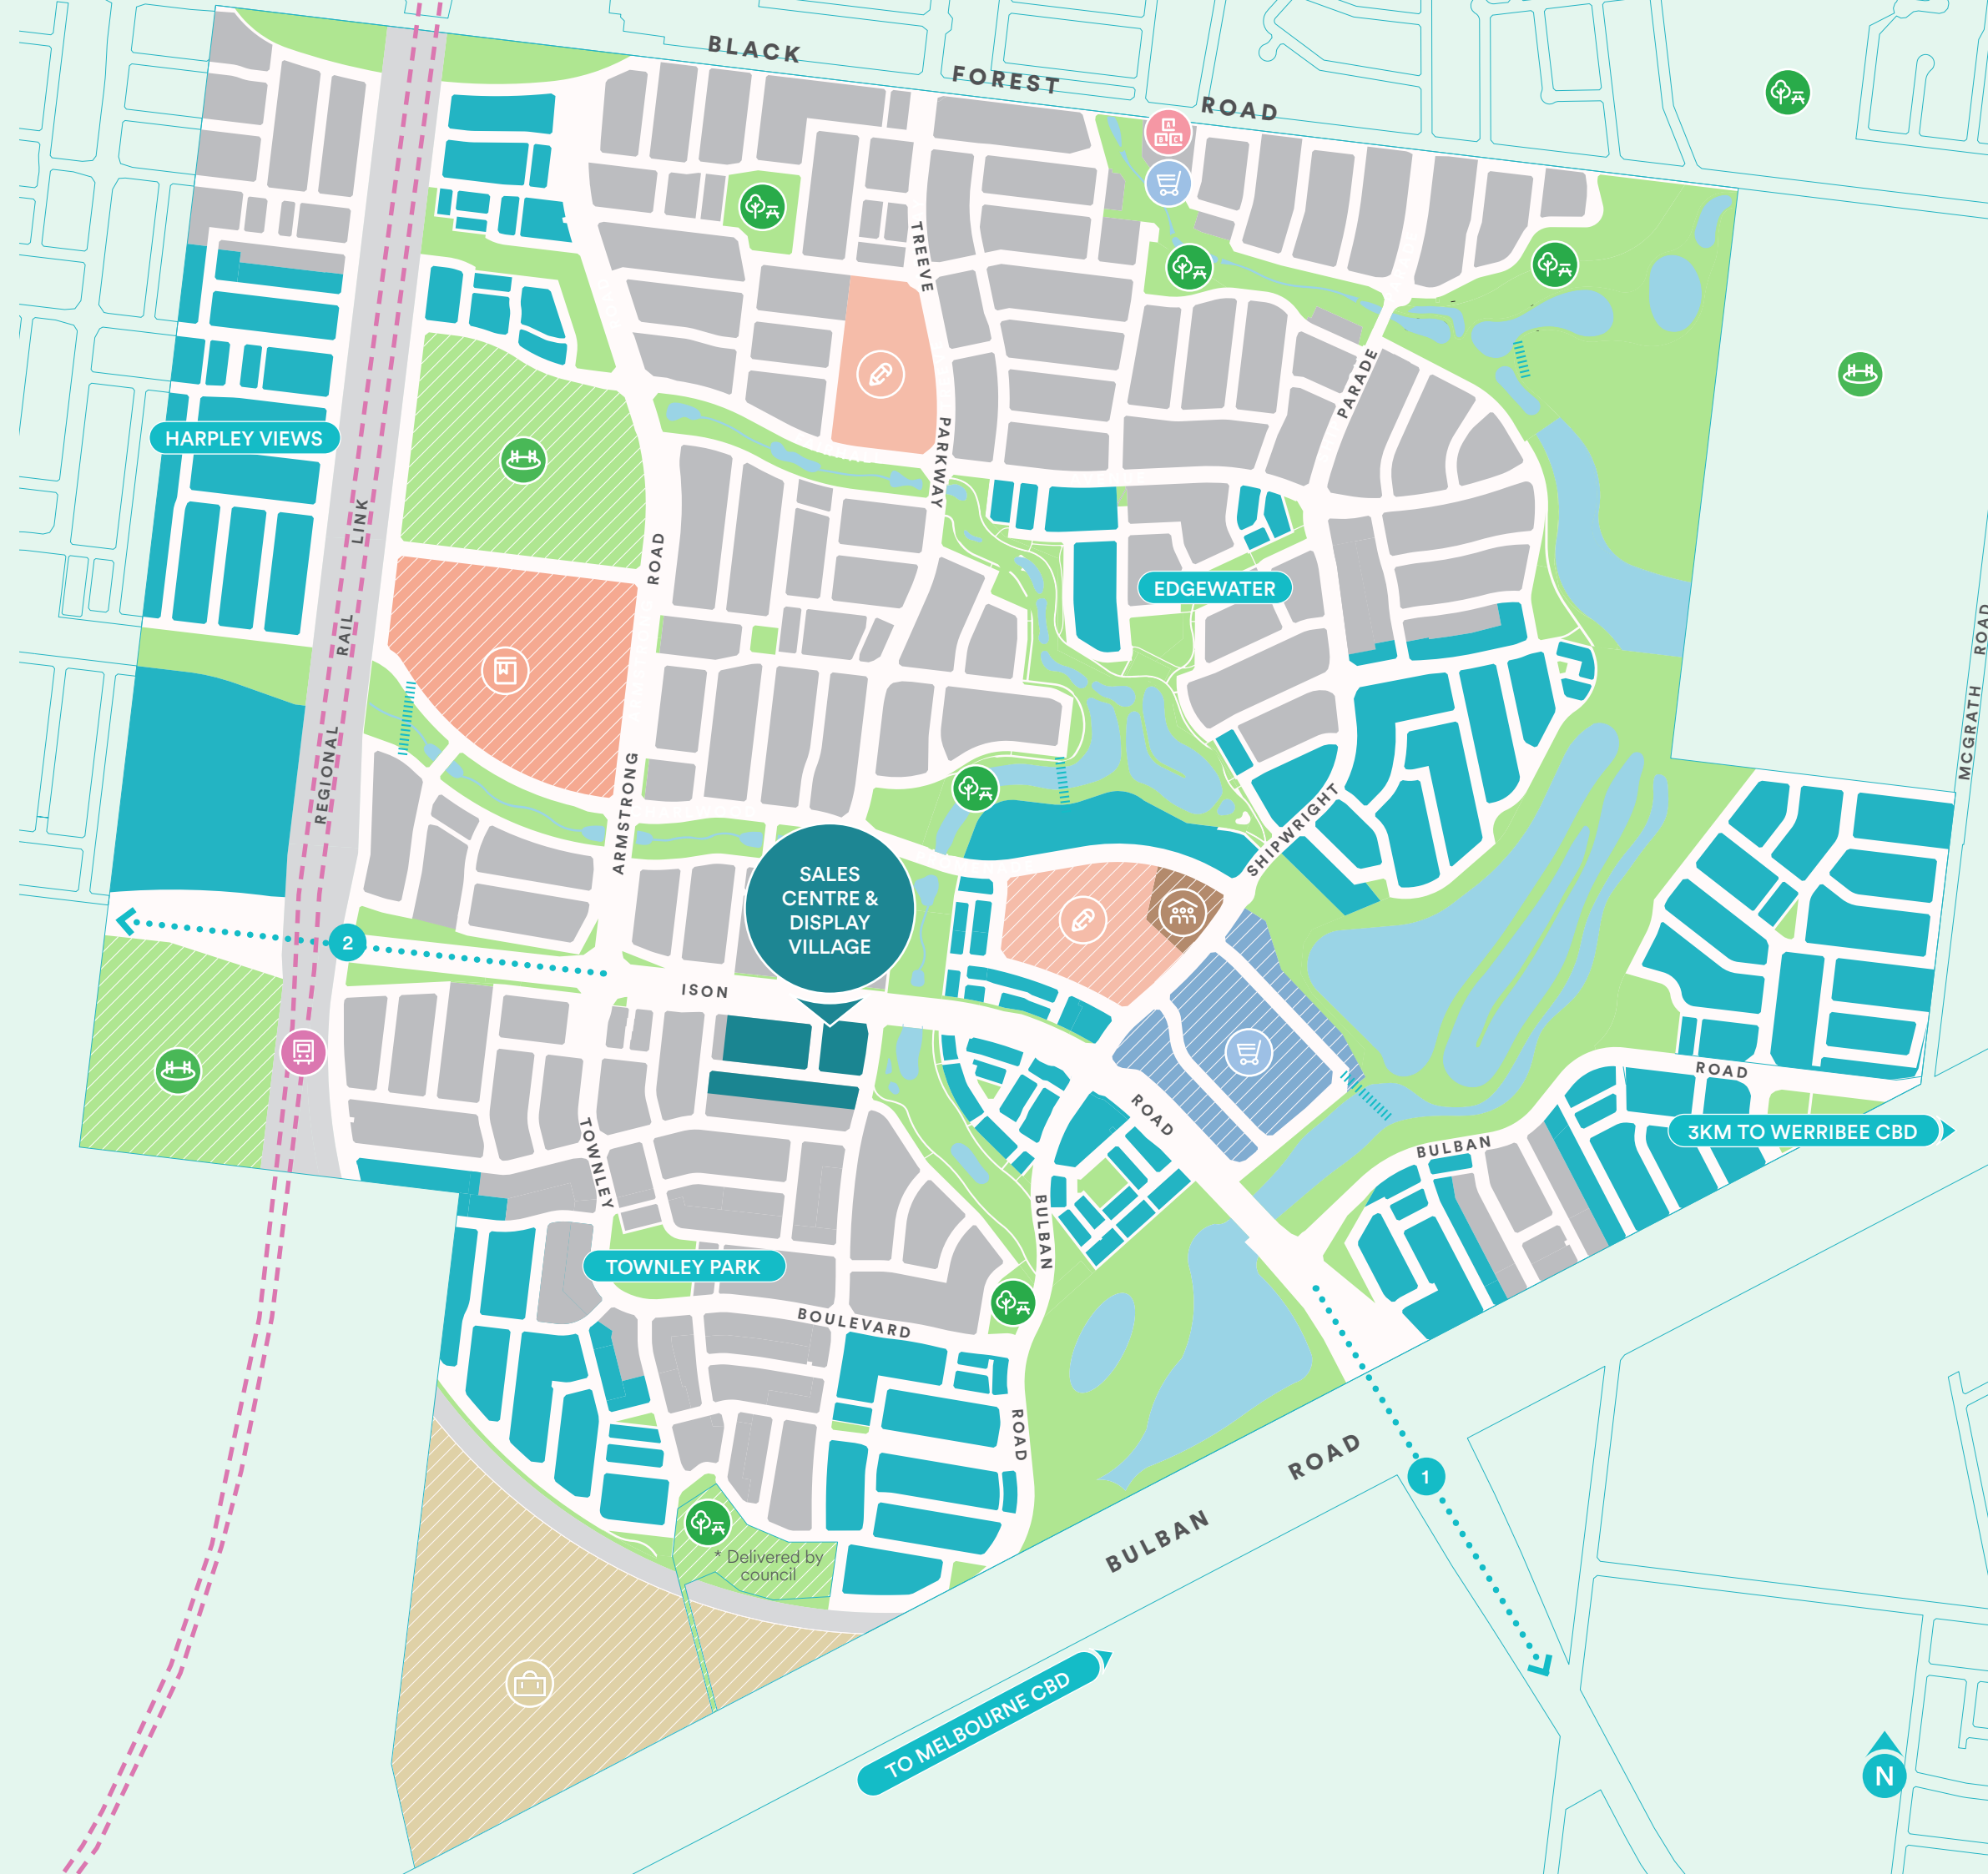 BLACK
FOREST
ROAD
TREEVE
PARKWAY
PARADE
HARPLEY VIEWS
EDGEWATER
REGIONAL RAIL LINK
ARMSTRONG
ROAD
MCGRATH ROAD
SHIPWRIGHT
SALES
CENTRE &
DISPLAY
VILLAGE
2
ISON
ROAD
TOWNLEY
BULBAN
ROAD
BULBAN
ROAD
3KM TO WERRIBEE CBD
TOWNLEY PARK
BOULEVARD
1
BULBAN
ROAD
* Delivered by
council
TO MELBOURNE CBD
N